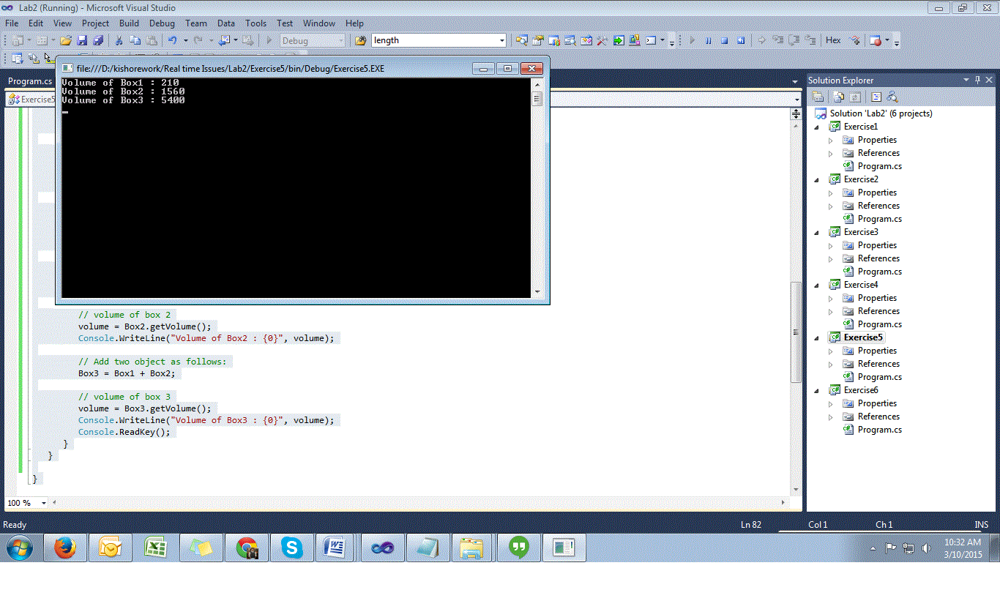 Lab2 (Running) - Microsoft Visual Studio
File Edit View Project Build Debug Team Data Tools Test Window Help
Debug length Hex
file:///D:/kishorework/Real time Issues/Lab2/Exercise5/bin/Debug/Exercise5.EXE
Volume of Box1 : 210
Volume of Box2 : 1560
Volume of Box3 : 5400
Program.cs
Exercise5
// volume of box 2
volume = Box2.getVolume();
Console.WriteLine("Volume of Box2 : {0}", volume);
// Add two object as follows:
Box3 = Box1 + Box2;
// volume of box 3
volume = Box3.getVolume();
Console.WriteLine("Volume of Box3 : {0}", volume);
Console.ReadKey();
}
}
}
100 %
Solution Explorer
Solution 'Lab2' (6 projects)
Exercise1
Properties
References
Program.cs
Exercise2
Properties
References
Program.cs
Exercise3
Properties
References
Program.cs
Exercise4
Properties
References
Program.cs
Exercise5
Properties
References
Program.cs
Exercise6
Properties
References
Program.cs
Ready Ln 82 Col 1 Ch 1 INS
10:32 AM
3/10/2015